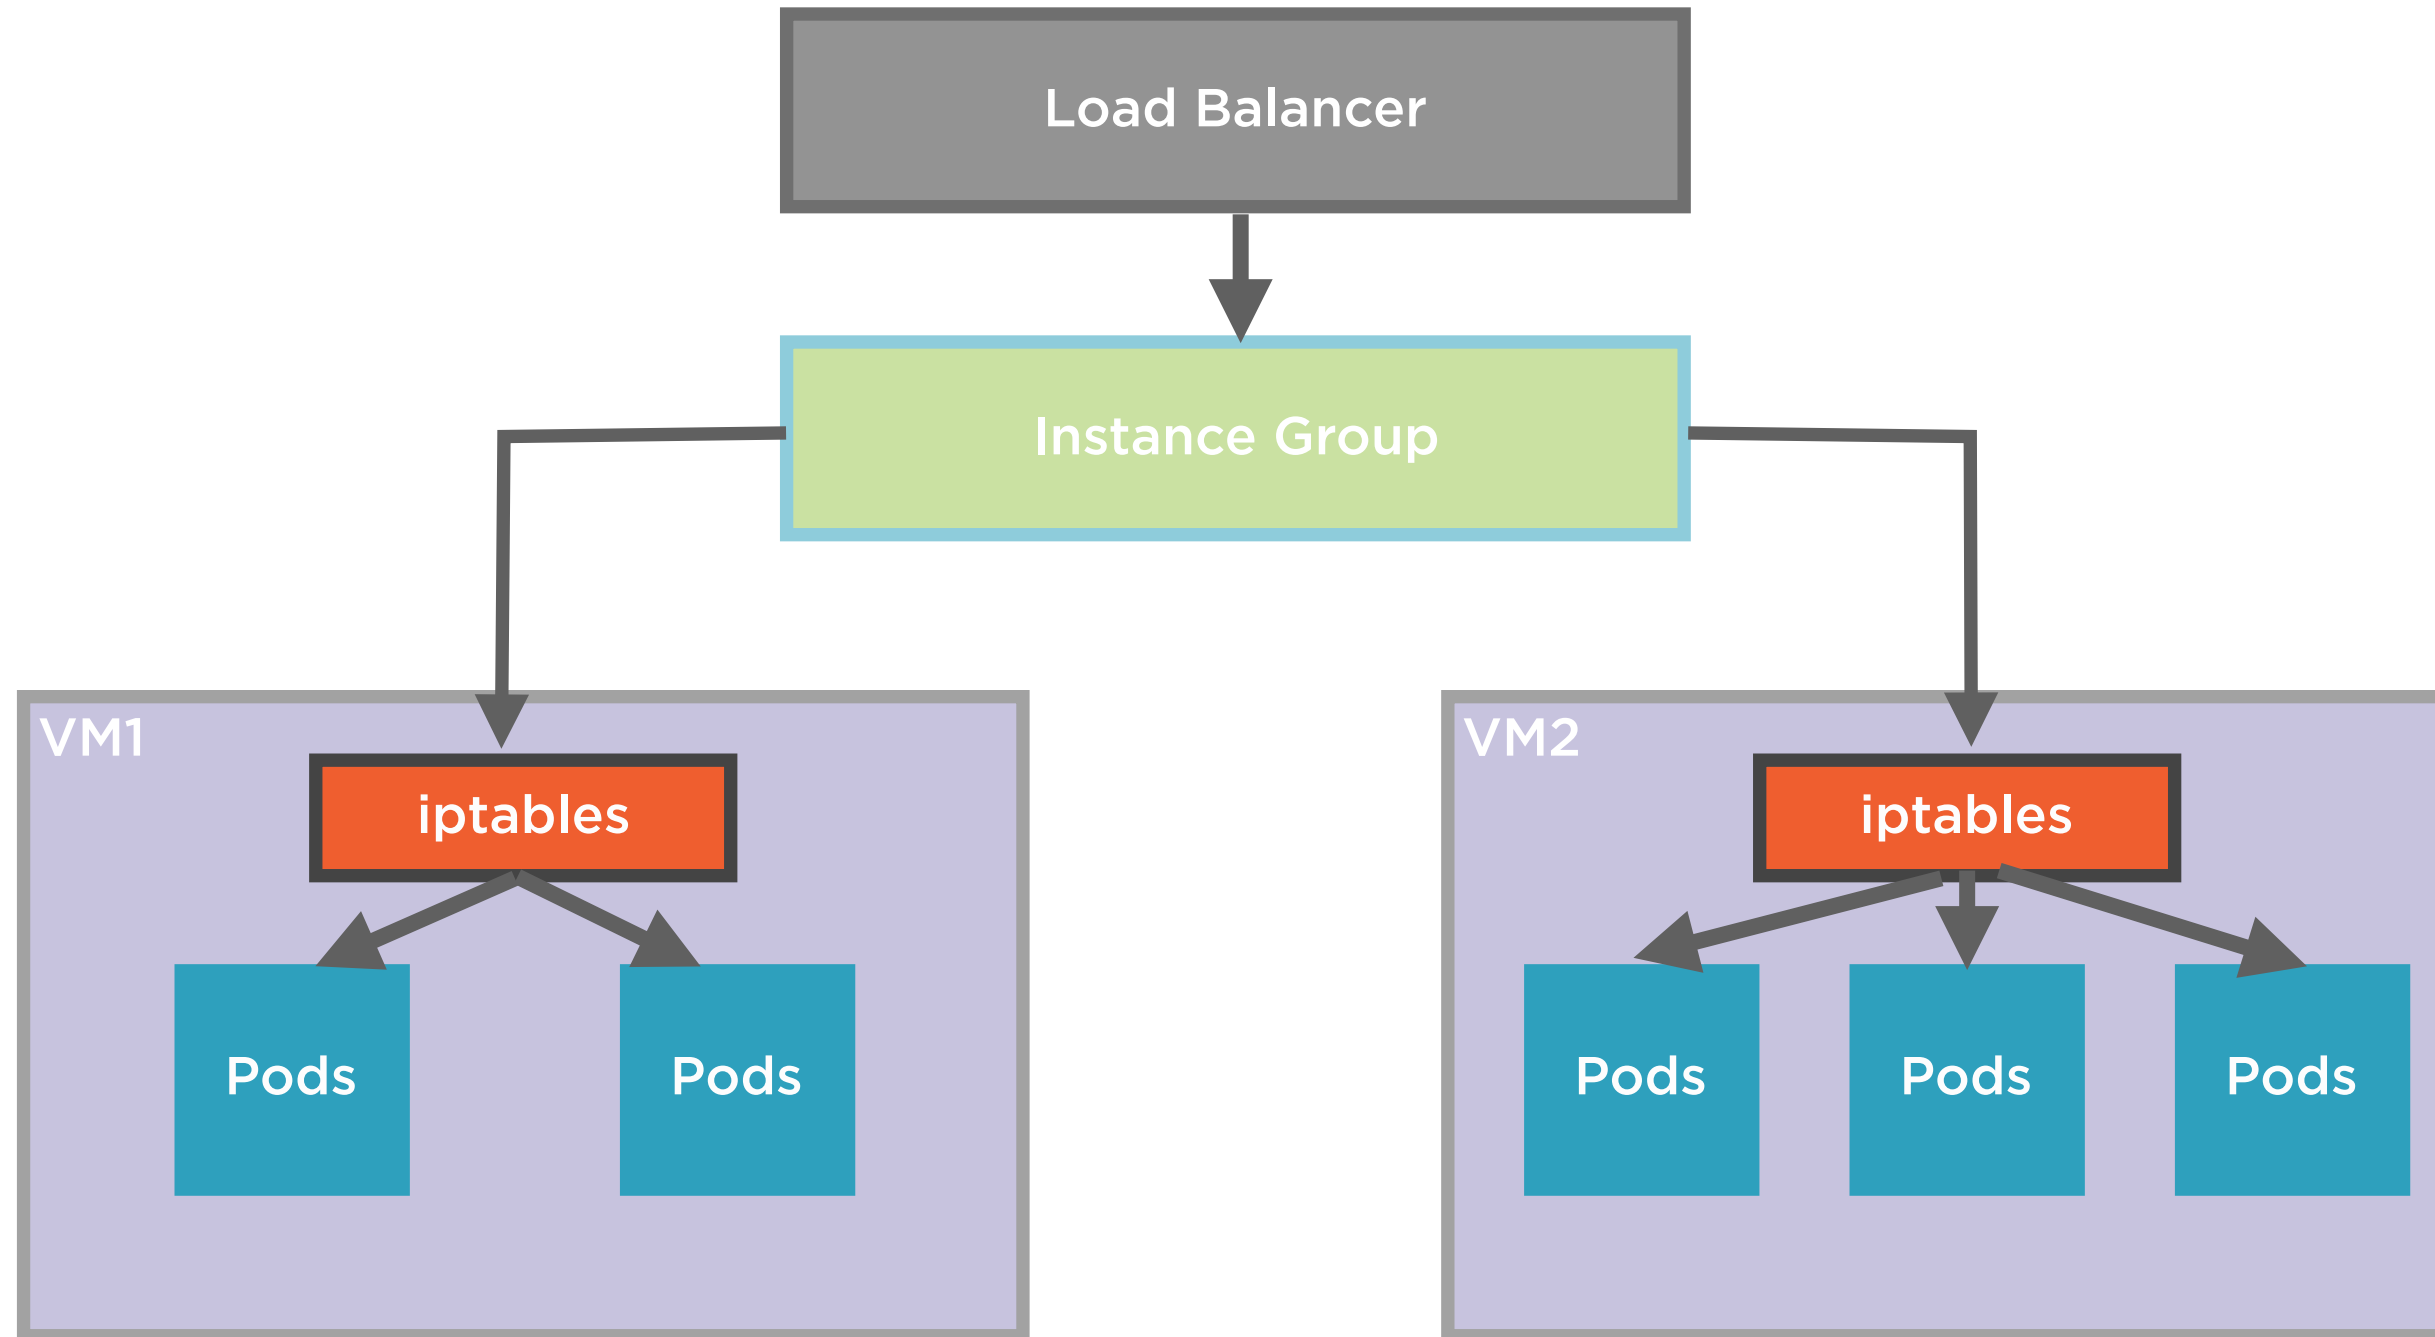 Load Balancer
Instance Group
VM1
iptables
Pods
Pods
VM2
iptables
Pods
Pods
Pods